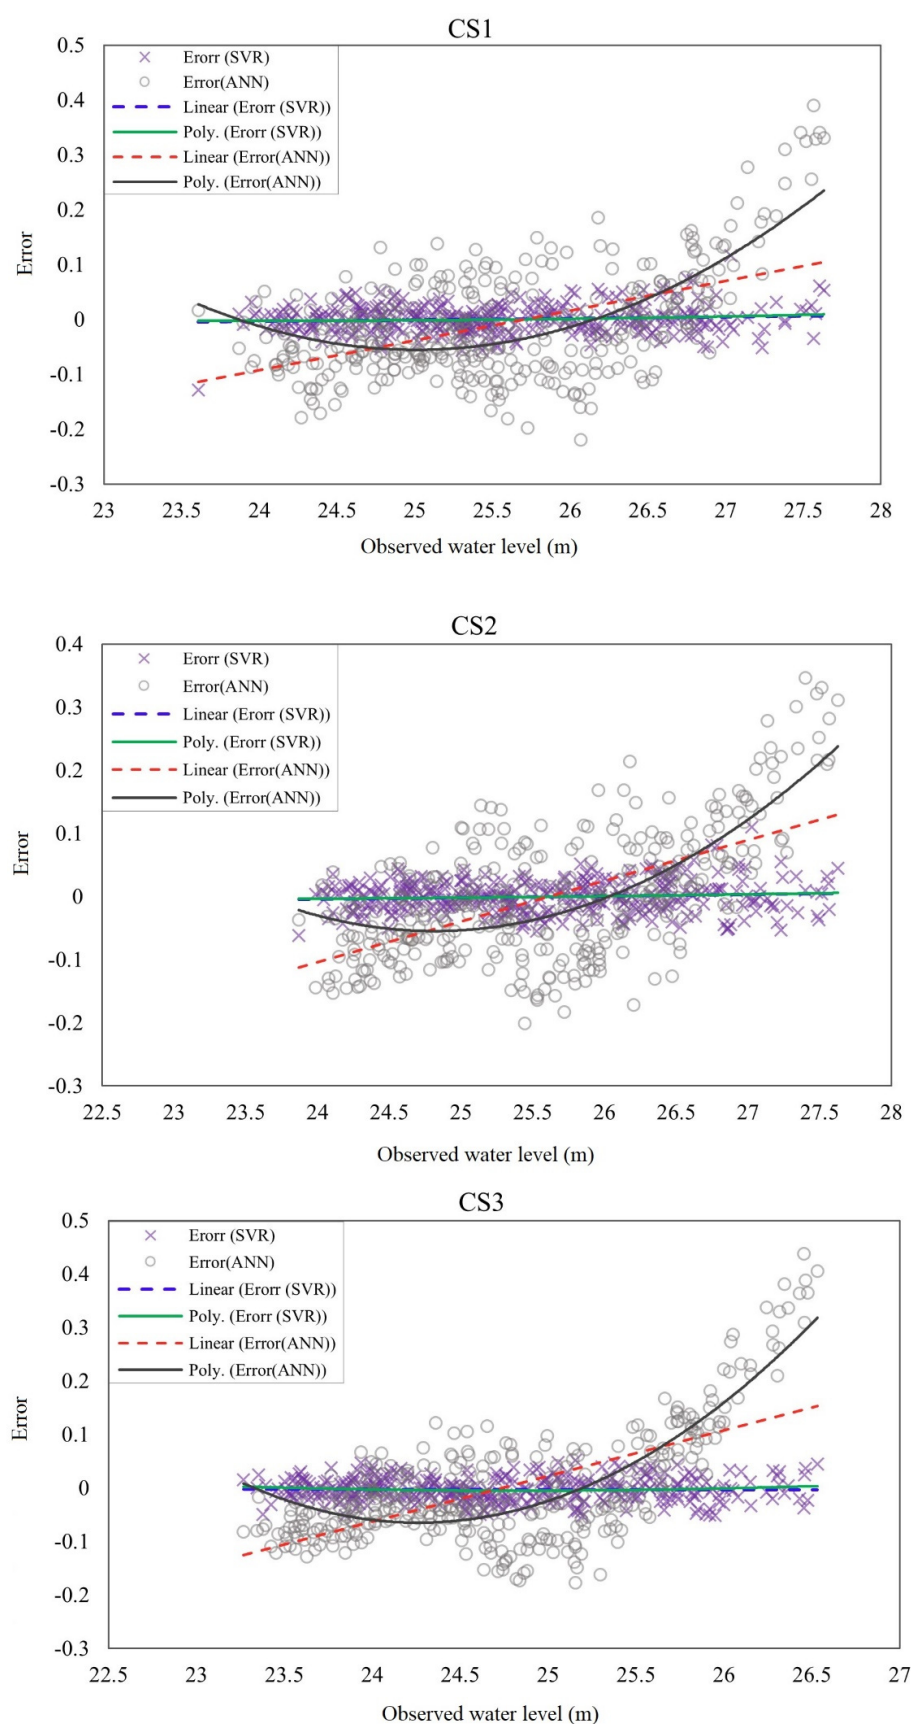 CS1
0.5
0.4
0.3
0.2
0.1
0
-0.1
-0.2
-0.3
Error
Erorr (SVR)
Error(ANN)
Linear (Erorr (SVR))
Poly. (Erorr (SVR))
Linear (Error(ANN))
Poly. (Error(ANN))
23 23.5 24 24.5 25 25.5 26 26.5 27 27.5 28
Observed water level (m)
CS2
0.4
0.3
0.2
0.1
0
-0.1
-0.2
-0.3
Error
Erorr (SVR)
Error(ANN)
Linear (Erorr (SVR))
Poly. (Erorr (SVR))
Linear (Error(ANN))
Poly. (Error(ANN))
22.5 23 23.5 24 24.5 25 25.5 26 26.5 27 27.5 28
Observed water level (m)
CS3
0.5
0.4
0.3
0.2
0.1
0
-0.1
-0.2
-0.3
Error
Erorr (SVR)
Error(ANN)
Linear (Erorr (SVR))
Poly. (Erorr (SVR))
Linear (Error(ANN))
Poly. (Error(ANN))
22.5 23 23.5 24 24.5 25 25.5 26 26.5 27
Observed water level (m)